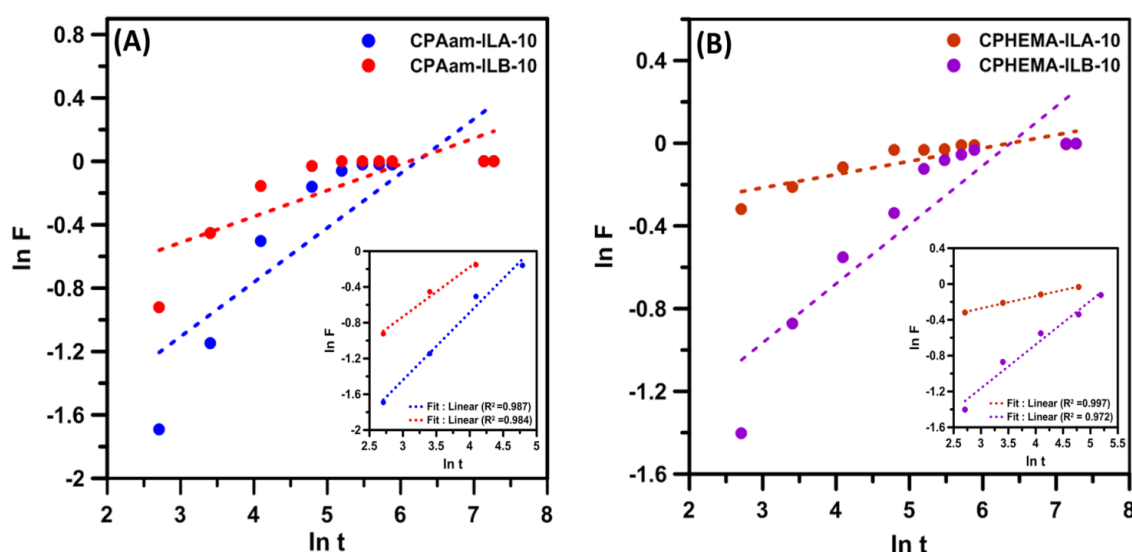 (A)
CPAam-ILA-10
CPAam-ILB-10
0.8
0.4
0
-0.4
-0.8
-1.2
-1.6
-2
ln F
2 3 4 5 6 7 8
ln t
0
-0.4
-0.8
-1.2
-1.6
-2
ln F
Fit : Linear (R² =0.987)
Fit : Linear (R² =0.984)
2.5 3 3.5 4 4.5 5
ln t
(B)
CPHEMA-ILA-10
CPHEMA-ILB-10
0.4
0
-0.4
-0.8
-1.2
-1.6
ln F
2 3 4 5 6 7 8
ln t
0.4
0
-0.4
-0.8
-1.2
-1.6
ln F
Fit : Linear (R² =0.997)
Fit : Linear (R² = 0.972)
2.5 3 3.5 4 4.5 5 5.5
ln t